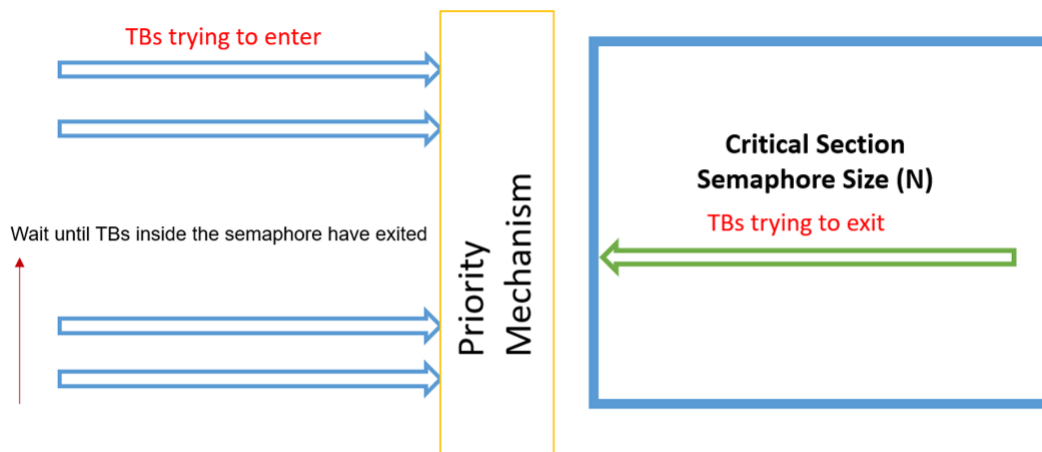 TBs trying to enter
Wait until TBs inside the semaphore have exited
Priority
Mechanism
Critical Section
Semaphore Size (N)
TBs trying to exit